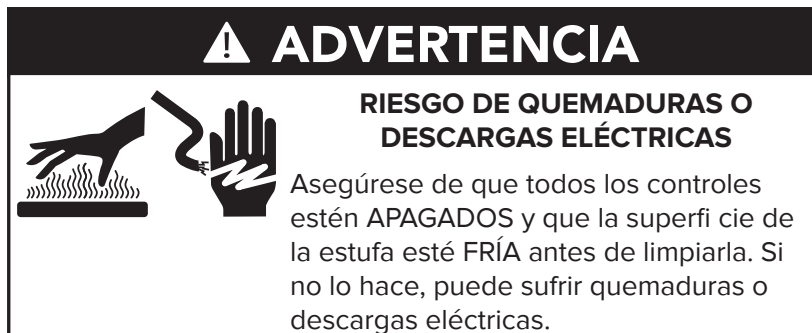 ADVERTENCIA
RIESGO DE QUEMADURAS O
DESCARGAS ELÉCTRICAS
Asegúrese de que todos los controles
estén APAGADOS y que la superfi cie de
la estufa esté FRÍA antes de limpiarla. Si
no lo hace, puede sufrir quemaduras o
descargas eléctricas.